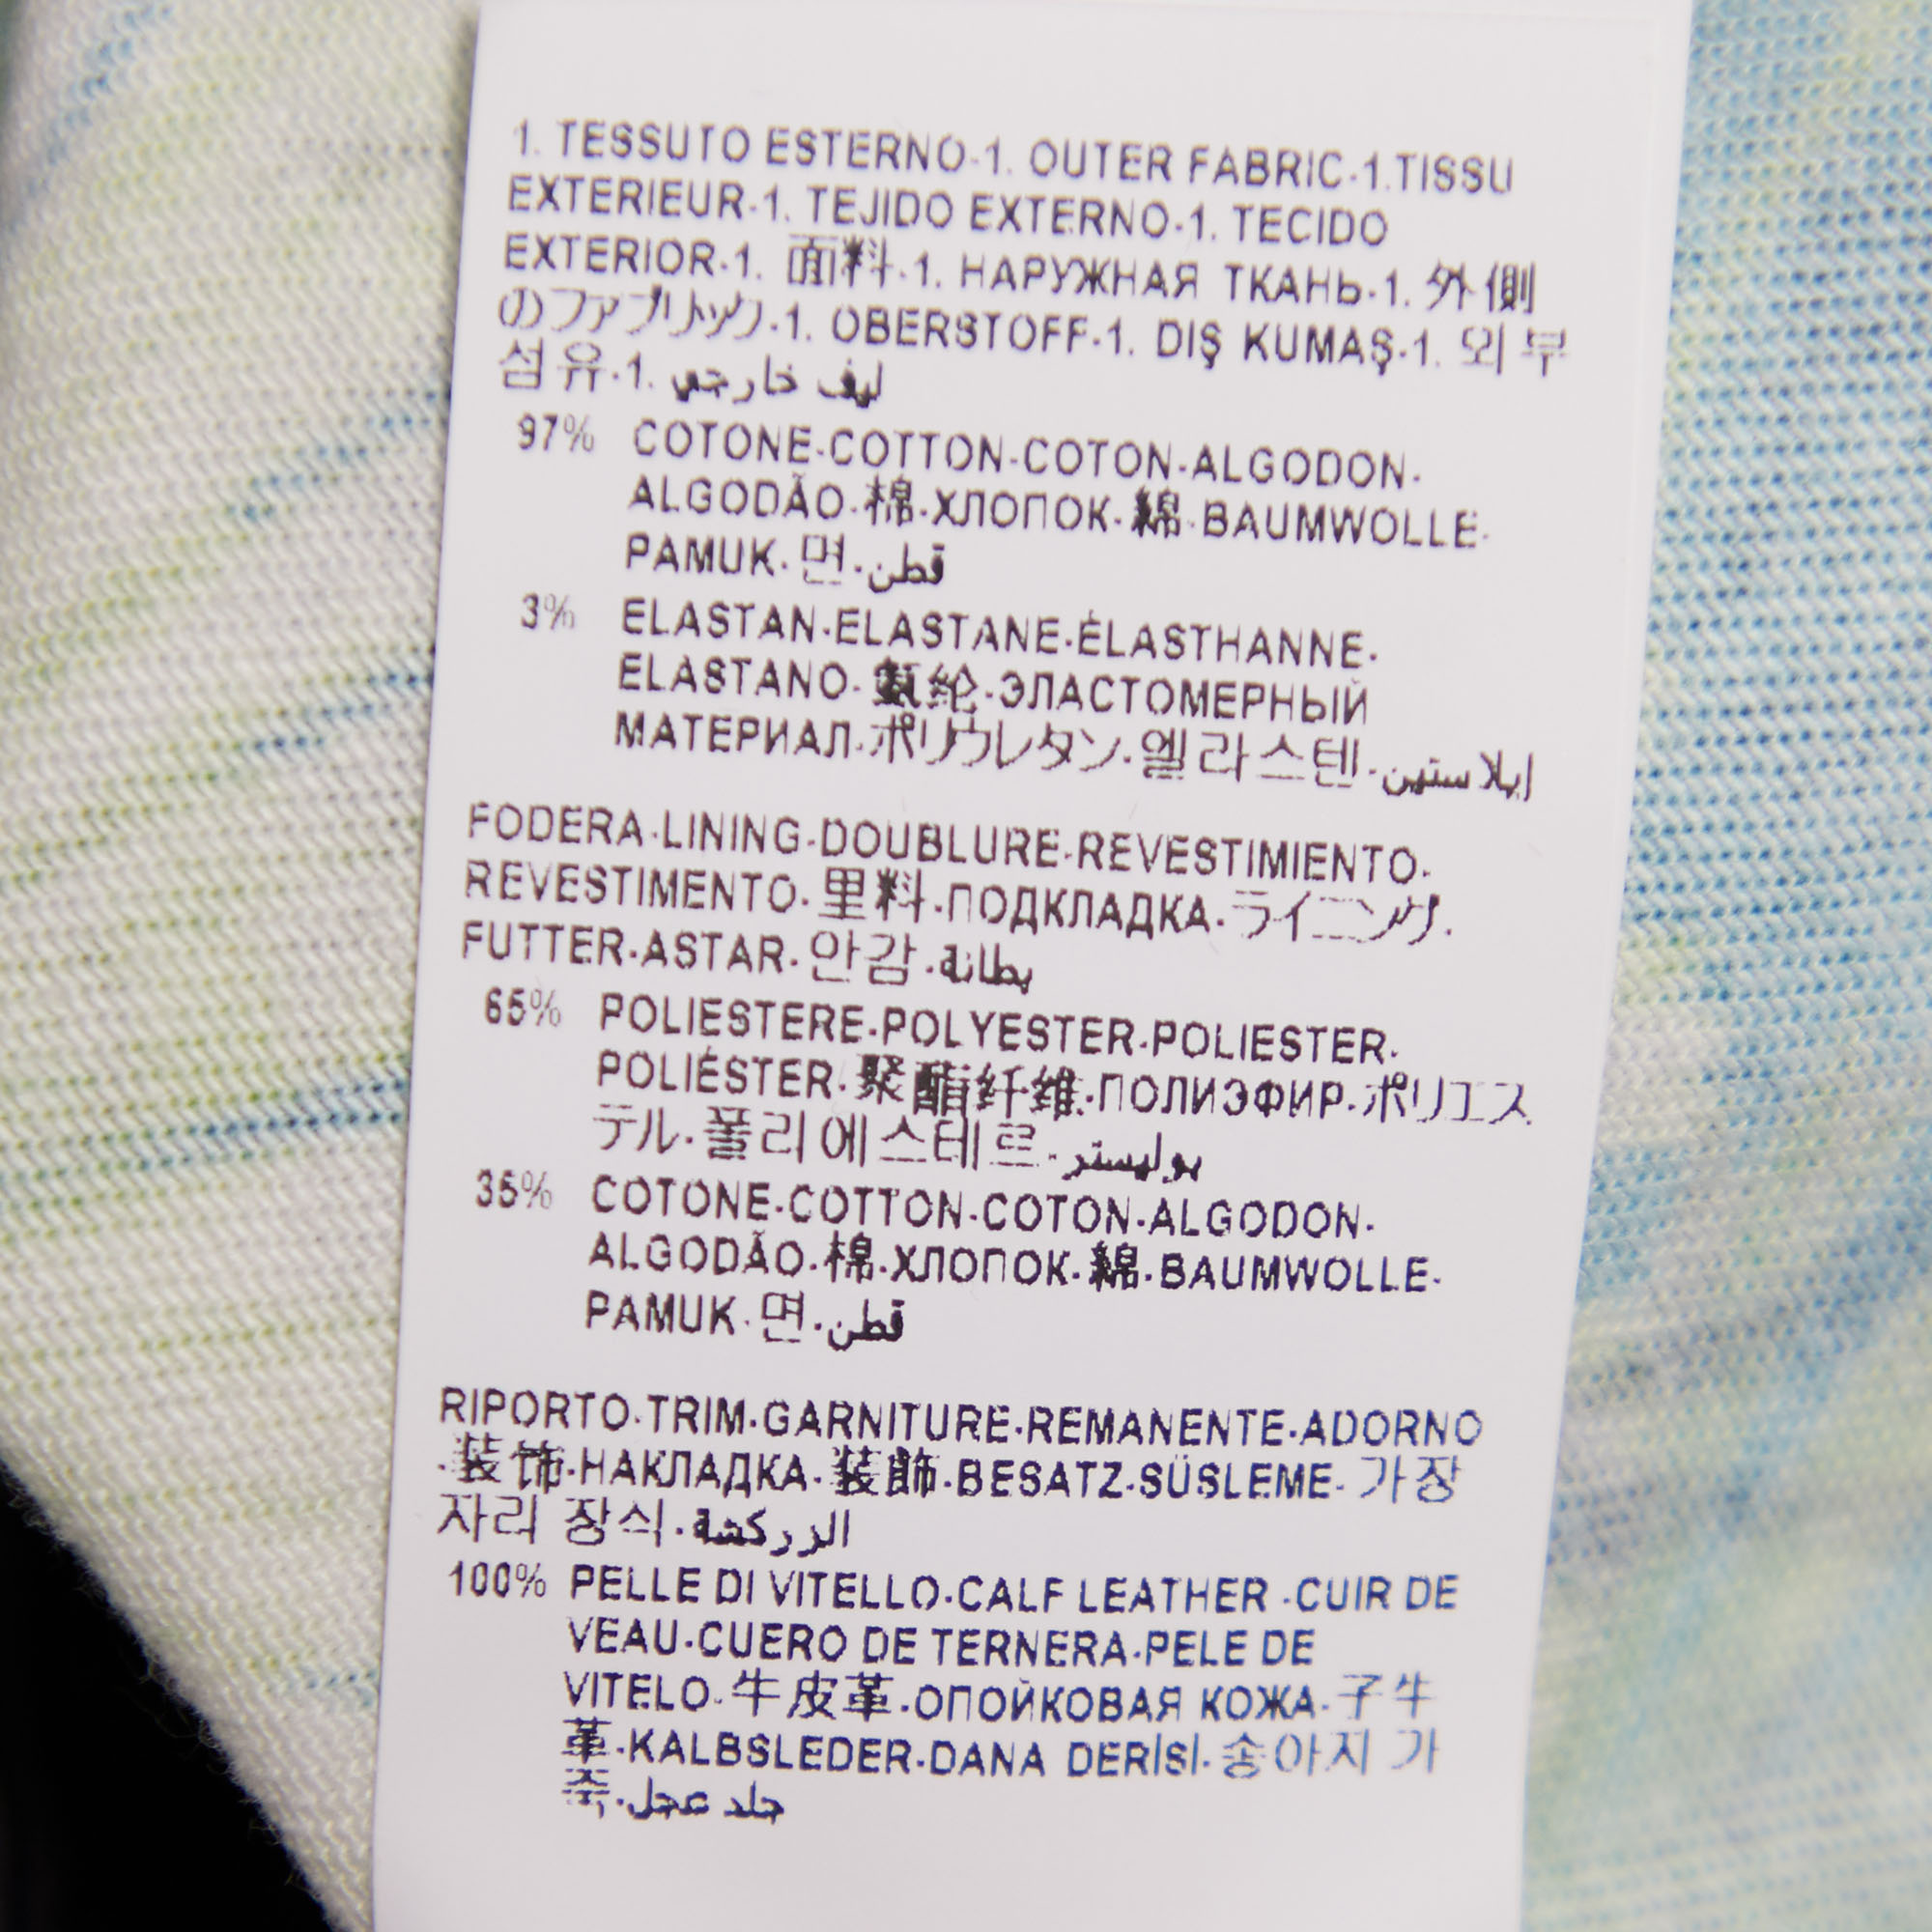 1. TESSUTO ESTERNO-1. OUTER FABRIC-1.TISSU
EXTERIEUR-1. TEJIDO EXTERNO-1. TECIDO
EXTERIOR-1. 面料-1. НАРУЖНАЯ ТКАНЬ-1. 外側
のファブリック-1. OBERSTOFF-1. DIŞ KUMAŞ-1. 외부
섬유-1. ليف خارجي
97% COTONE-COTTON-COTON-ALGODON-
ALGODÃO-棉-ХЛОПОК-綿-BAUMWOLLE-
PAMUK-면-قطن
3% ELASTAN-ELASTANE-ÉLASTHANNE-
ELASTANO-氨纶-ЭЛАСТОМЕРНЫЙ
МАТЕРИАЛ-ポリウレタン-엘라스텐-ايلاستين
FODERA-LINING-DOUBLURE-REVESTIMIENTO-
REVESTIMENTO-里料-ПОДКЛАДКА-ライニング-
FUTTER-ASTAR-안감-بطانة
65% POLIESTERE-POLYESTER-POLIESTER-
POLIÉSTER-聚酯纤维-ПОЛИЭФИР-ポリエス
テル-폴리에스테르-بوليستر
35% COTONE-COTTON-COTON-ALGODON-
ALGODÃO-棉-ХЛОПОК-綿-BAUMWOLLE-
PAMUK-면-قطن
RIPORTO-TRIM-GARNITURE-REMANENTE-ADORNO
-装饰-НАКЛАДКА-装飾-BESATZ-SÜSLEME-가장
자리 장식-الزركشة
100% PELLE DI VITELLO-CALF LEATHER -CUIR DE
VEAU-CUERO DE TERNERA-PELE DE
VITELO-牛皮革-ОПОЙКОВАЯ КОЖА-子牛
革-KALBSLEDER-DANA DERİSİ-송아지 가
죽-جلد عجل